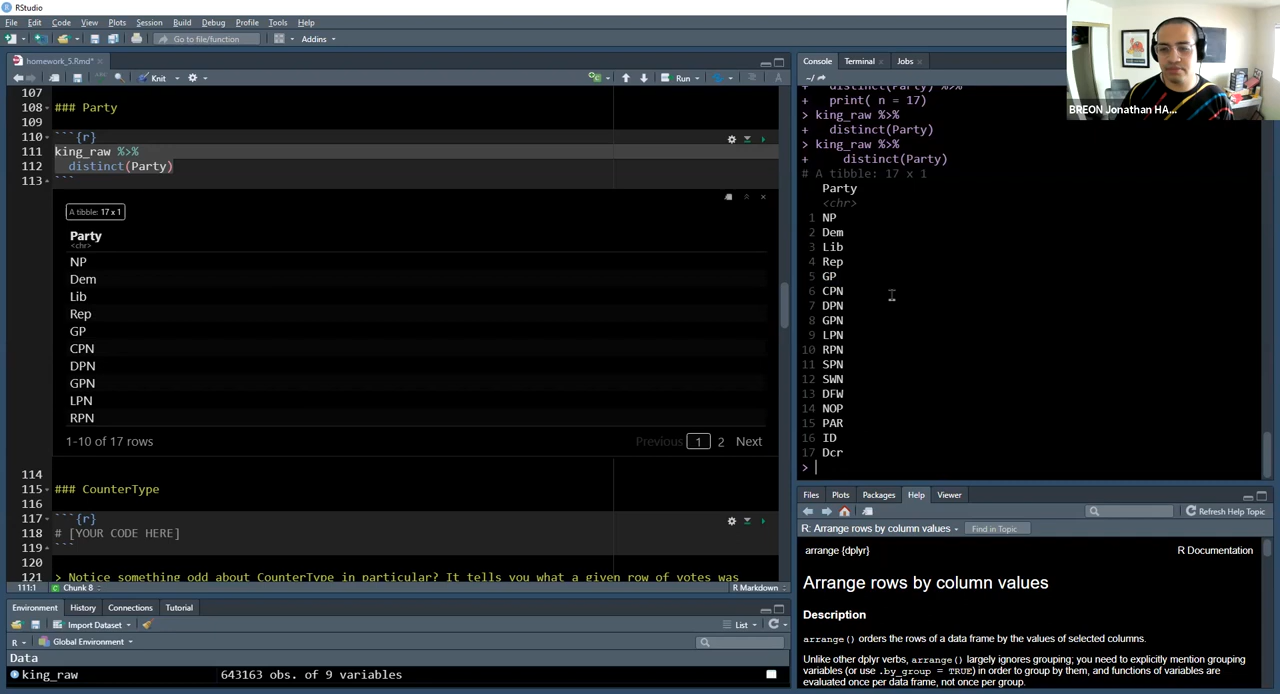 RStudio
File Edit Code View Plots Session Build Debug Profile Tools Help
Go to file/function
Addins
homework_5.Rmd*
Knit
Run
107
108 ### Party
109
110 ```{r}
111 king_raw %>%
112 distinct(Party)
113 ```
A tibble: 17 x 1
Party
<chr>
NP
Dem
Lib
Rep
GP
CPN
DPN
GPN
LPN
RPN
1-10 of 17 rows
Previous 1 2 Next
114
115 ### CounterType
116
117 ```{r}
118 # [YOUR CODE HERE]
119 ```
120
121 > Notice something odd about CounterType in particular? It tells you what a given row of votes was
111:1 Chunk 8 R Markdown
Environment History Connections Tutorial
Import Dataset List
R Global Environment
Data
king_raw 643163 obs. of 9 variables
Console Terminal Jobs
~/
+ distinct(Party) %>%
+ print( n = 17)
> king_raw %>%
+ distinct(Party)
> king_raw %>%
+ distinct(Party)
# A tibble: 17 x 1
Party
<chr>
1 NP
2 Dem
3 Lib
4 Rep
5 GP
6 CPN
7 DPN
8 GPN
9 LPN
10 RPN
11 SPN
12 SWN
13 DFW
14 NOP
15 PAR
16 ID
17 Dcr
>
BREON Jonathan HA...
Files Plots Packages Help Viewer
Refresh Help Topic
R: Arrange rows by column values Find in Topic
arrange {dplyr} R Documentation
Arrange rows by column values
Description
arrange() orders the rows of a data frame by the values of selected columns.
Unlike other dplyr verbs, arrange() largely ignores grouping; you need to explicitly mention grouping
variables (or use .by_group = TRUE) in order to group by them, and functions of variables are
evaluated once per data frame, not once per group.